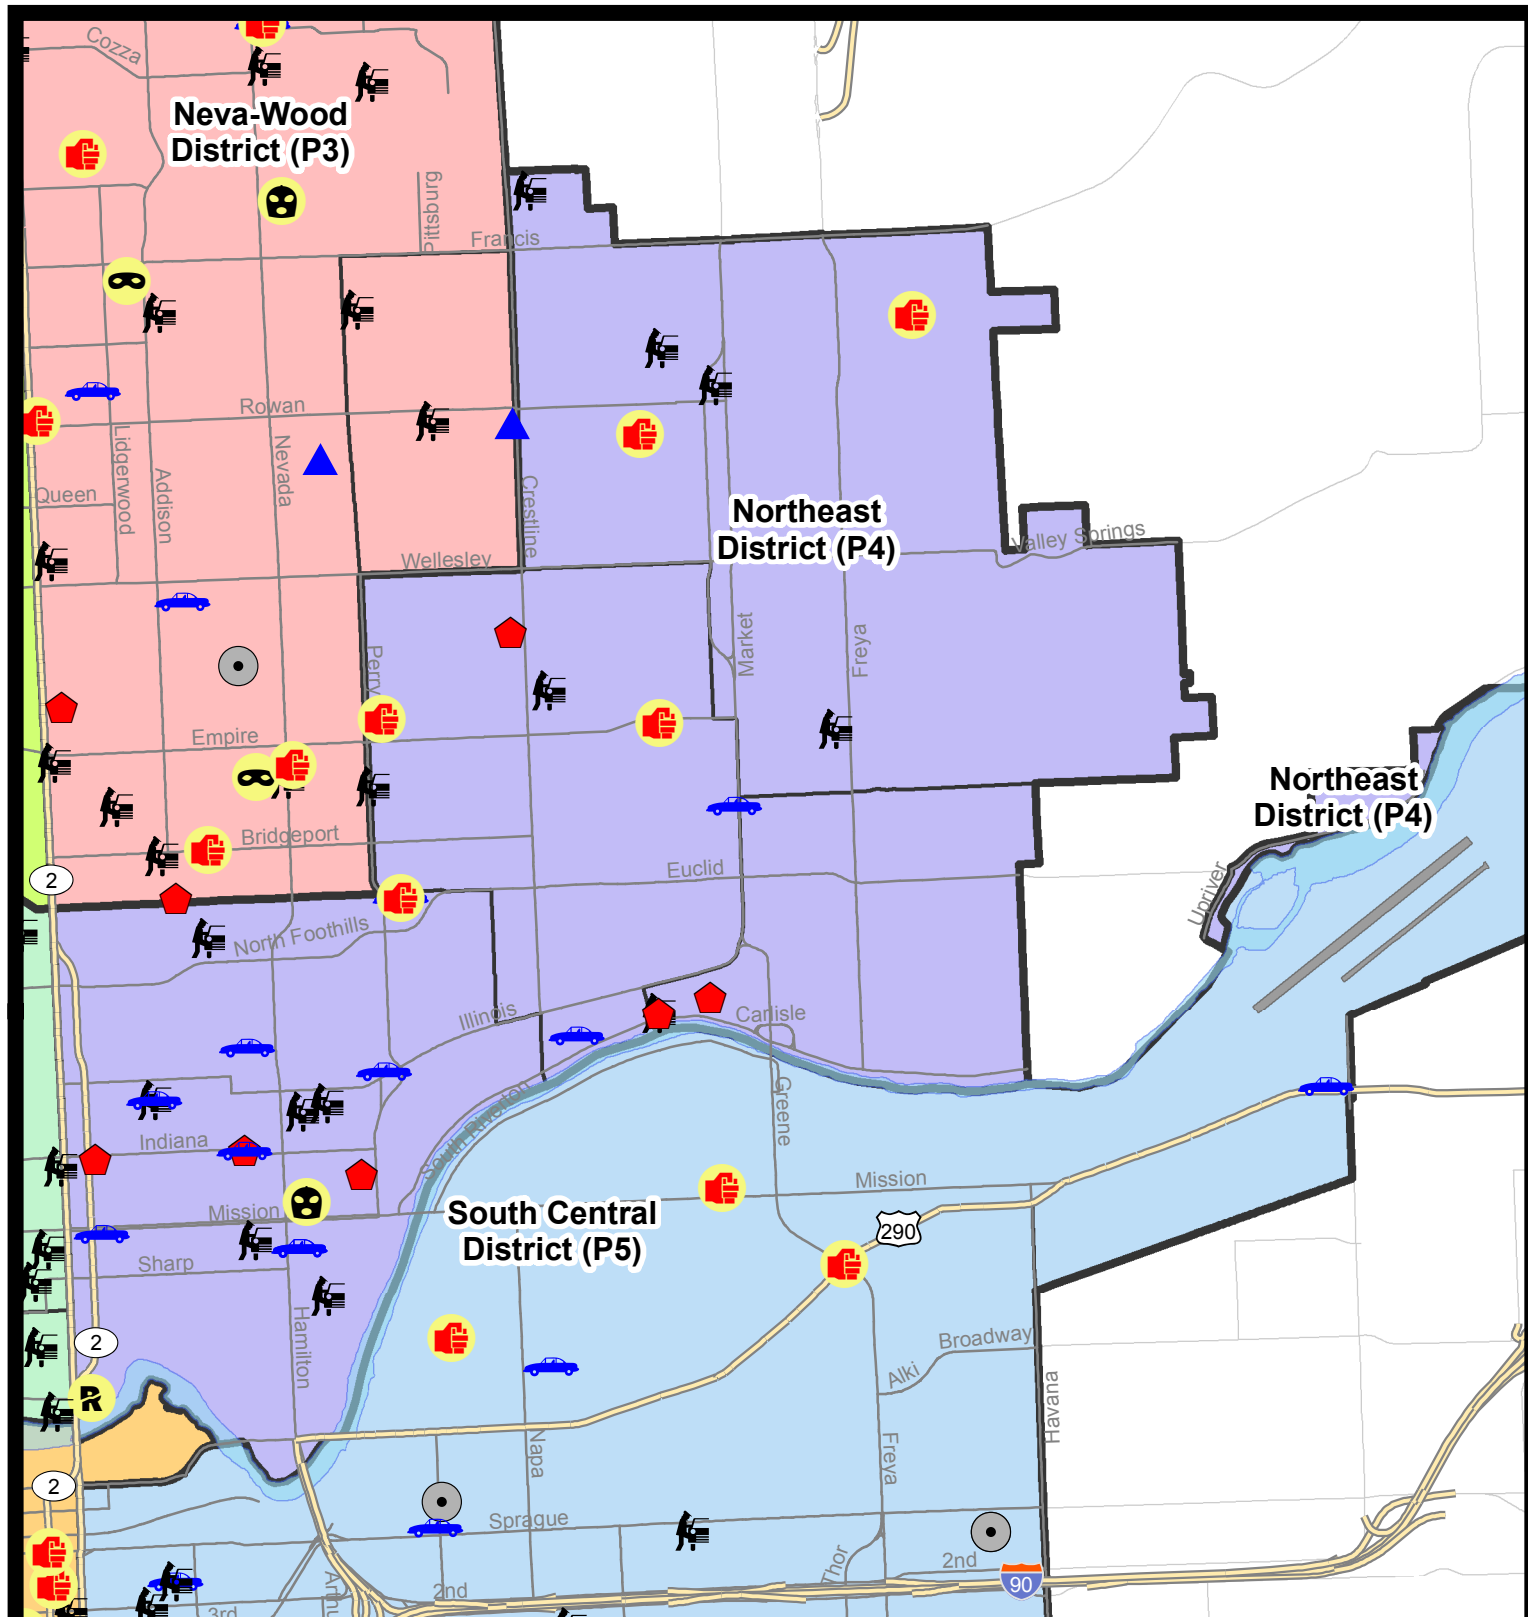 Cozza
Neva-Wood
District (P3)
Pittsburg
Francis
Rowan
Lidgerwood
Nevada
Addison
Queen
Crestline
Northeast
District (P4)
Valley Springs
Wellesley
Market
Freya
Perry
Empire
Northeast
District (P4)
Bridgeport
Euclid
2
Upriver
North Foothills
Illinois
Carlisle
Greene
South Riverton
Indiana
Mission
Mission
South Central
District (P5)
290
Sharp
Hamilton
2
Broadway
Alki
Havana
R
Napa
Freya
2
Sprague
Thor
2nd
90
2nd
3rd